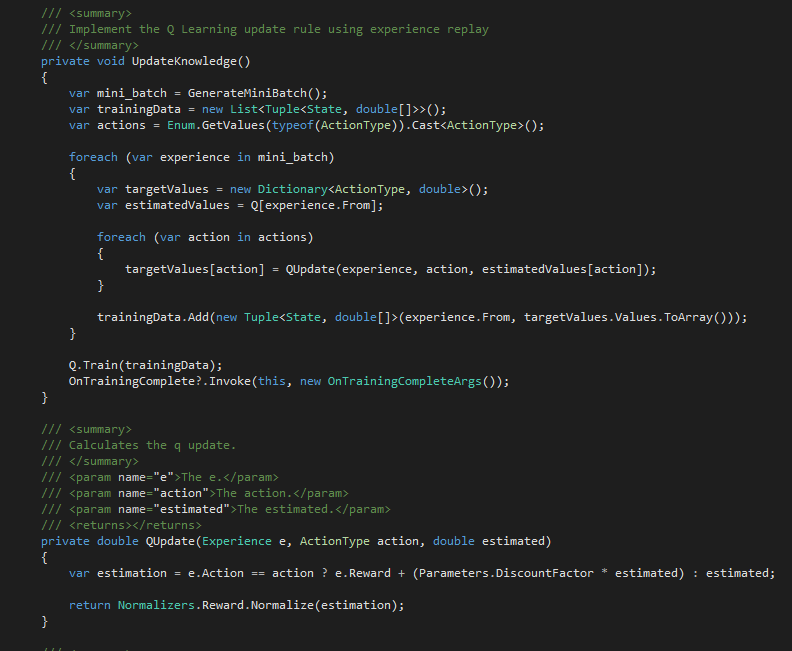 /// <summary>
/// Implement the Q Learning update rule using experience replay
/// </summary>
private void UpdateKnowledge()
{
    var mini_batch = GenerateMiniBatch();
    var trainingData = new List<Tuple<State, double[]>>();
    var actions = Enum.GetValues(typeof(ActionType)).Cast<ActionType>();

    foreach (var experience in mini_batch)
    {
        var targetValues = new Dictionary<ActionType, double>();
        var estimatedValues = Q[experience.From];

        foreach (var action in actions)
        {
            targetValues[action] = QUpdate(experience, action, estimatedValues[action]);
        }

        trainingData.Add(new Tuple<State, double[]>(experience.From, targetValues.Values.ToArray()));
    }

    Q.Train(trainingData);
    OnTrainingComplete?.Invoke(this, new OnTrainingCompleteArgs());
}

/// <summary>
/// Calculates the q update.
/// </summary>
/// <param name="e">The e.</param>
/// <param name="action">The action.</param>
/// <param name="estimated">The estimated.</param>
/// <returns></returns>
private double QUpdate(Experience e, ActionType action, double estimated)
{
    var estimation = e.Action == action ? e.Reward + (Parameters.DiscountFactor * estimated) : estimated;

    return Normalizers.Reward.Normalize(estimation);
}